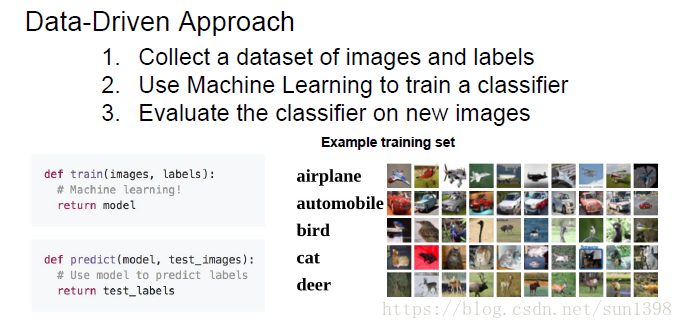 Data-Driven Approach
1. Collect a dataset of images and labels
2. Use Machine Learning to train a classifier
3. Evaluate the classifier on new images
Example training set
def train(images, labels):
# Machine learning!
return model
def predict(model, test_images):
# Use model to predict labels
return test_labels
airplane
automobile
bird
cat
deer
https://blog.csdn.net/sun1398